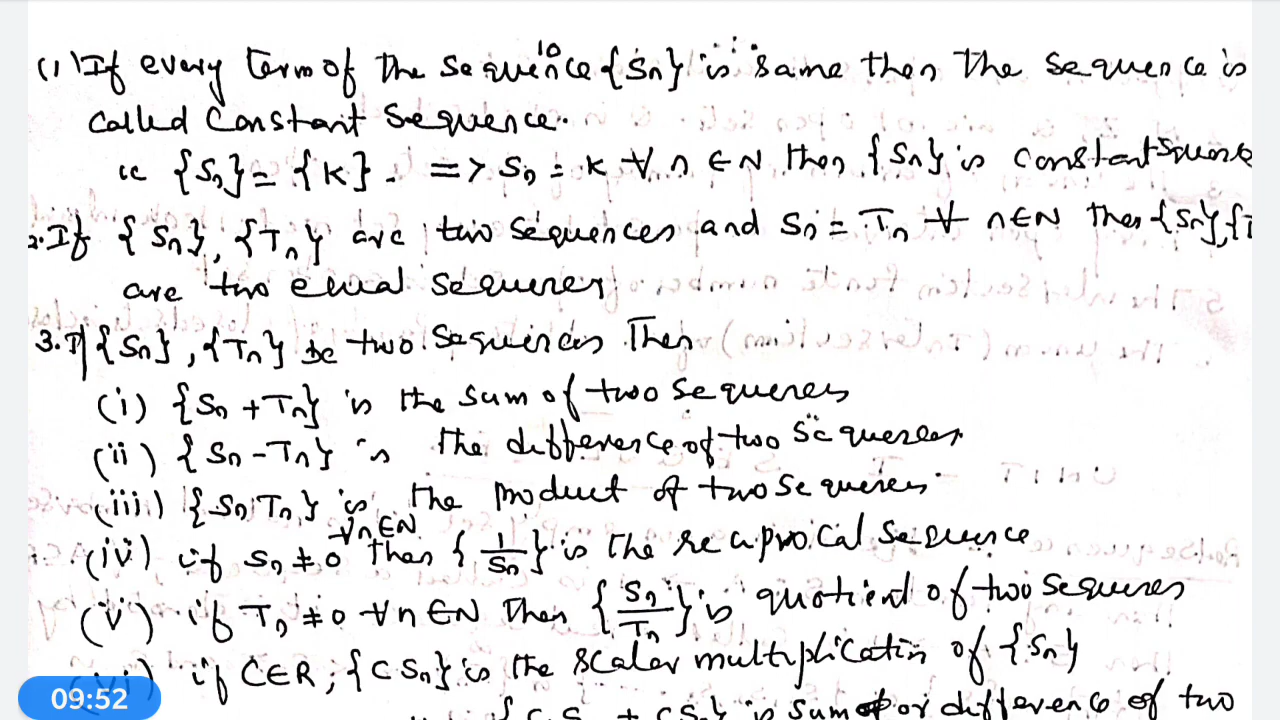 10
(1) If every term of the sequence {Sn} is same then the sequence is
called constant sequence.
ie {Sn} = {K}. => Sn = K ∀ n ∈ N then {Sn} is constant
2. If {Sn}, {Tn} are two sequences and Sn = Tn ∀ n∈N then {Sn}, {T
are two equal sequences
3. If {Sn}, {Tn} be two sequences Then
(i) {Sn + Tn} is the sum of two sequences
(ii) {Sn - Tn} is the difference of two sequences
(iii) {Sn Tn} is the product of two sequences
∀n∈N
(iv) if Sn ≠ 0 then {1/Sn} is the reciprocal sequence
(v) if Tn ≠ 0 ∀n∈N then {Sn/Tn} is quotient of two sequences
(vi) if C∈R, {CSn} is the scalar multiplication of {Sn}
is sum or difference of two
09:52